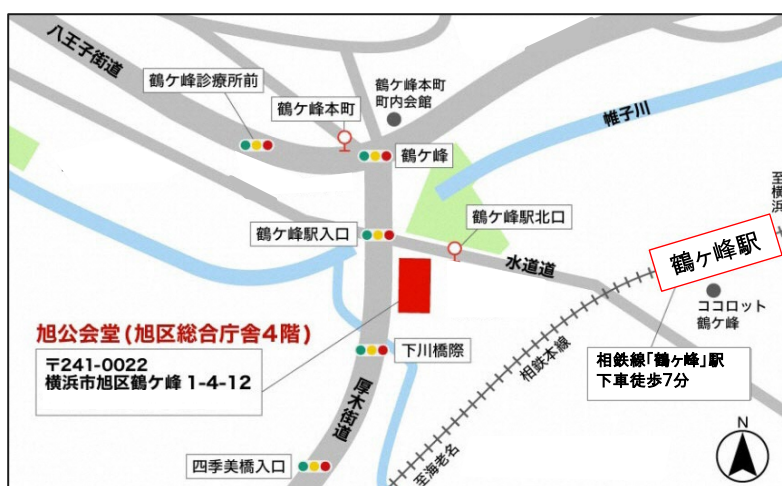 八王子街道
鶴ケ峰診療所前
鶴ケ峰本町
鶴ケ峰本町
町内会館
鶴ケ峰
帷子川
至横浜
鶴ケ峰駅入口
鶴ケ峰駅北口
水道道
鶴ヶ峰駅
ココロット
鶴ケ峰
旭公会堂(旭区総合庁舎4階)
〒241-0022
横浜市旭区鶴ケ峰 1-4-12
下川橋際
相鉄本線
相鉄線「鶴ヶ峰」駅
下車徒歩7分
厚木街道
四季美橋入口
至海老名
N